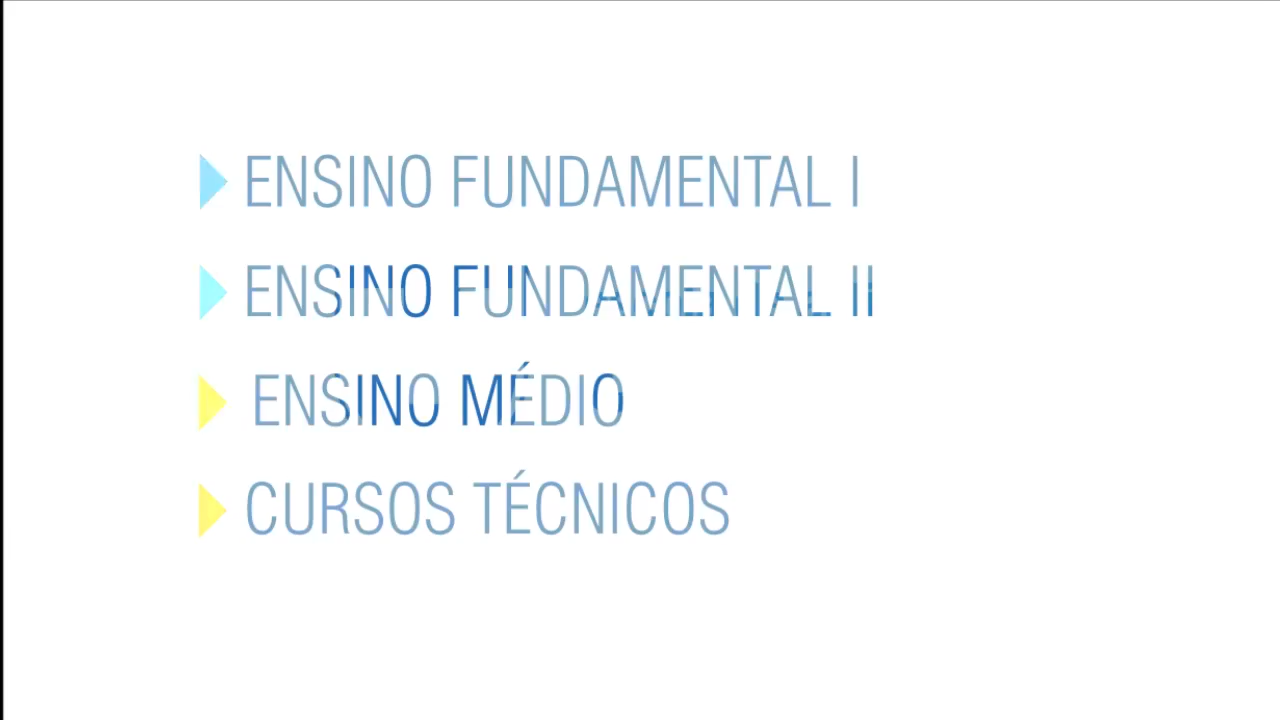 ENSINO FUNDAMENTAL I
ENSINO FUNDAMENTAL II
ENSINO MÉDIO
CURSOS TÉCNICOS